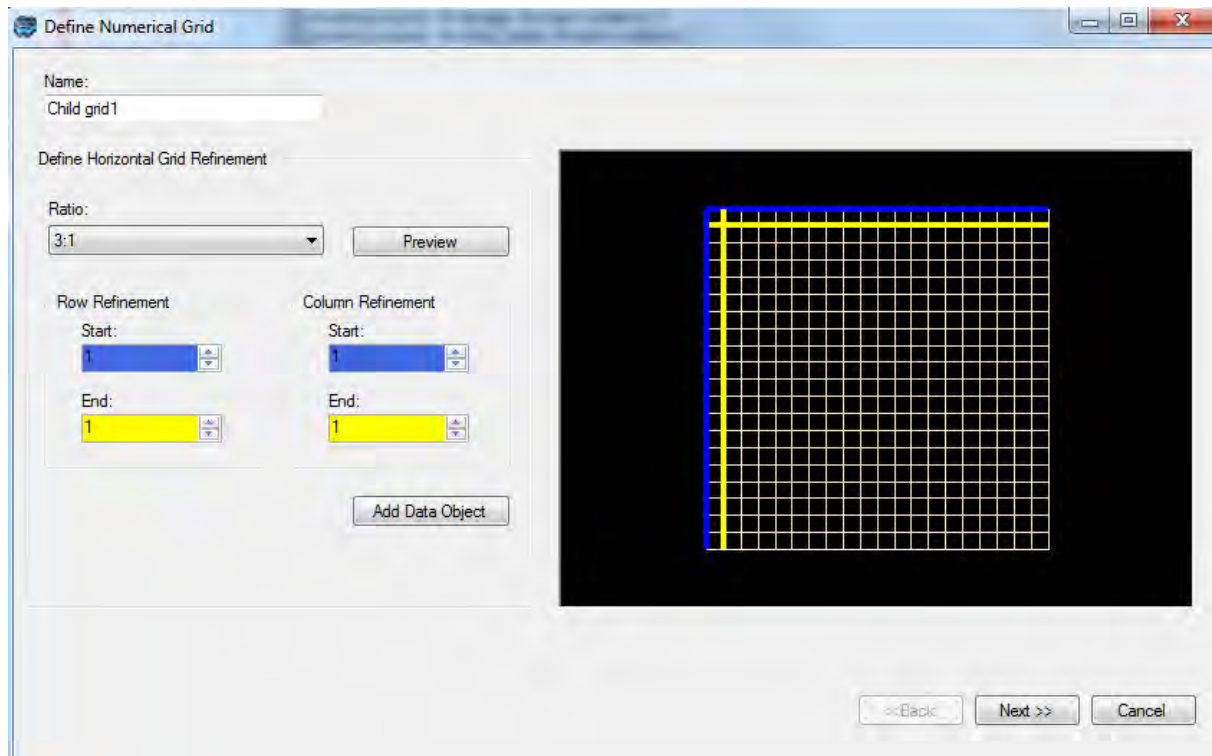 Define Numerical Grid
Name:
Child grid1
Define Horizontal Grid Refinement
Ratio:
3:1
Preview
Row Refinement
Column Refinement
Start:
Start:
1
1
End:
End:
1
1
Add Data Object
<<Back
Next >>
Cancel